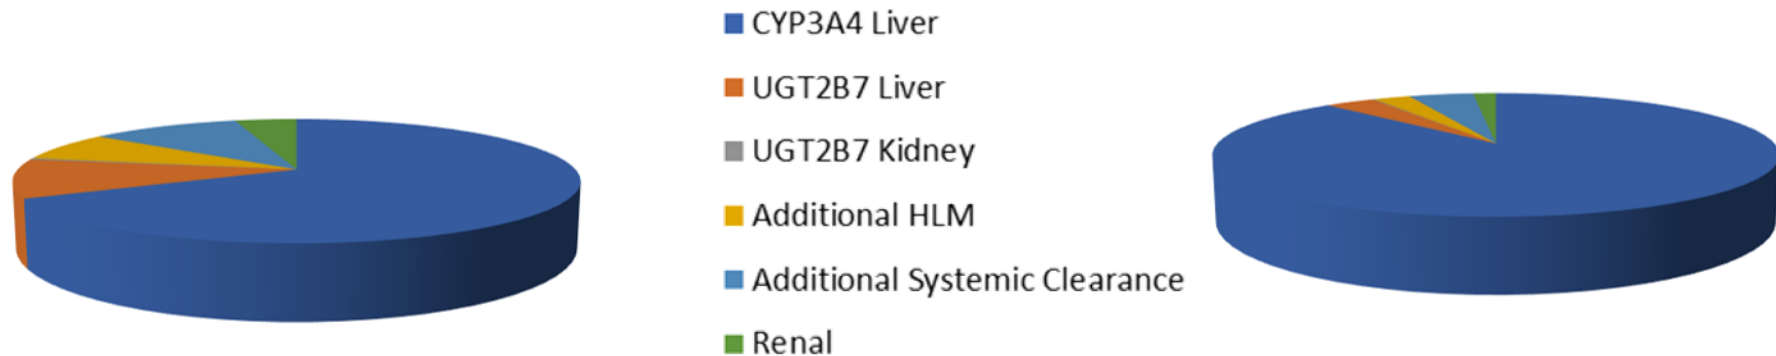 CYP3A4 Liver
UGT2B7 Liver
UGT2B7 Kidney
Additional HLM
Additional Systemic Clearance
Renal